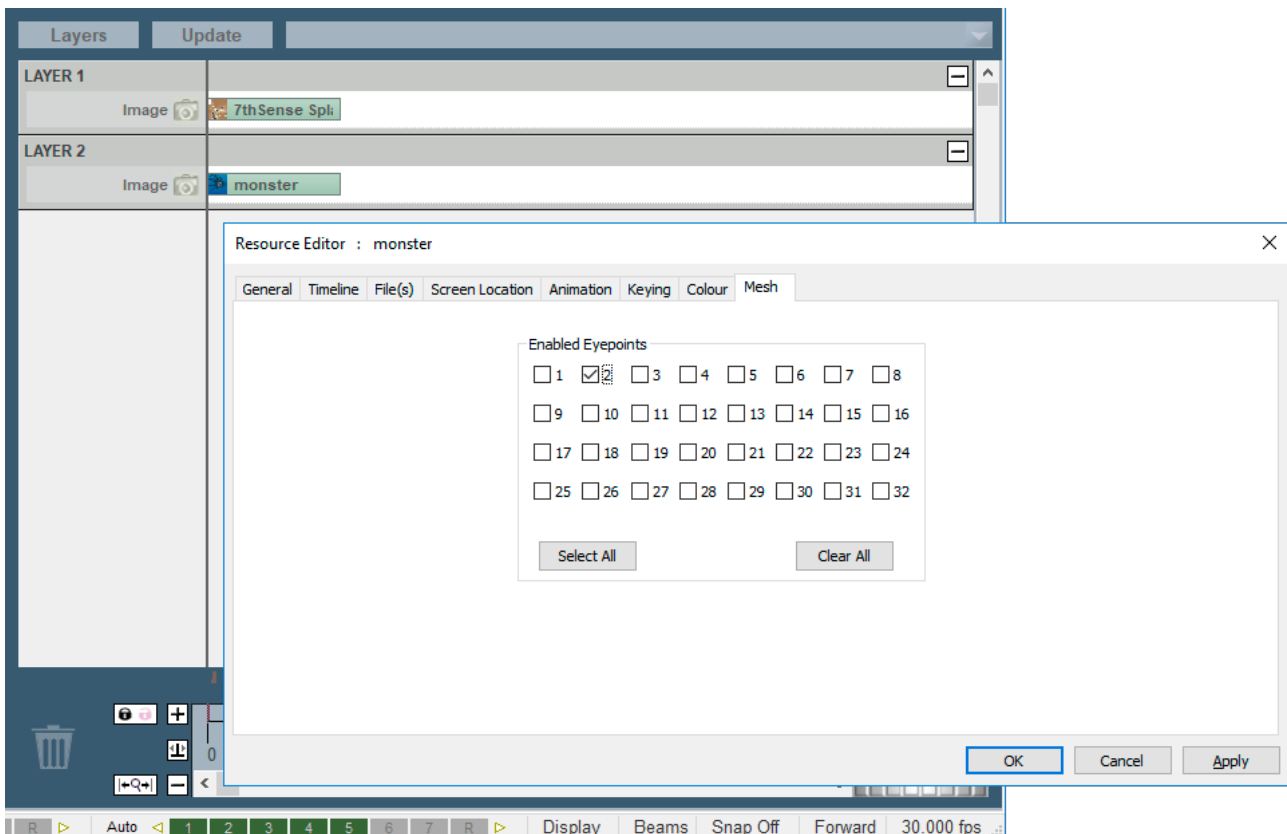 Layers Update
LAYER 1
Image 7thSense Spla
LAYER 2
Image monster
Resource Editor : monster
General Timeline File(s) Screen Location Animation Keying Colour Mesh
Enabled Eyepoints
1 2 3 4 5 6 7 8
9 10 11 12 13 14 15 16
17 18 19 20 21 22 23 24
25 26 27 28 29 30 31 32
Select All Clear All
0
OK Cancel Apply
R Auto 1 2 3 4 5 6 7 R Display Beams Snap Off Forward 30.000 fps